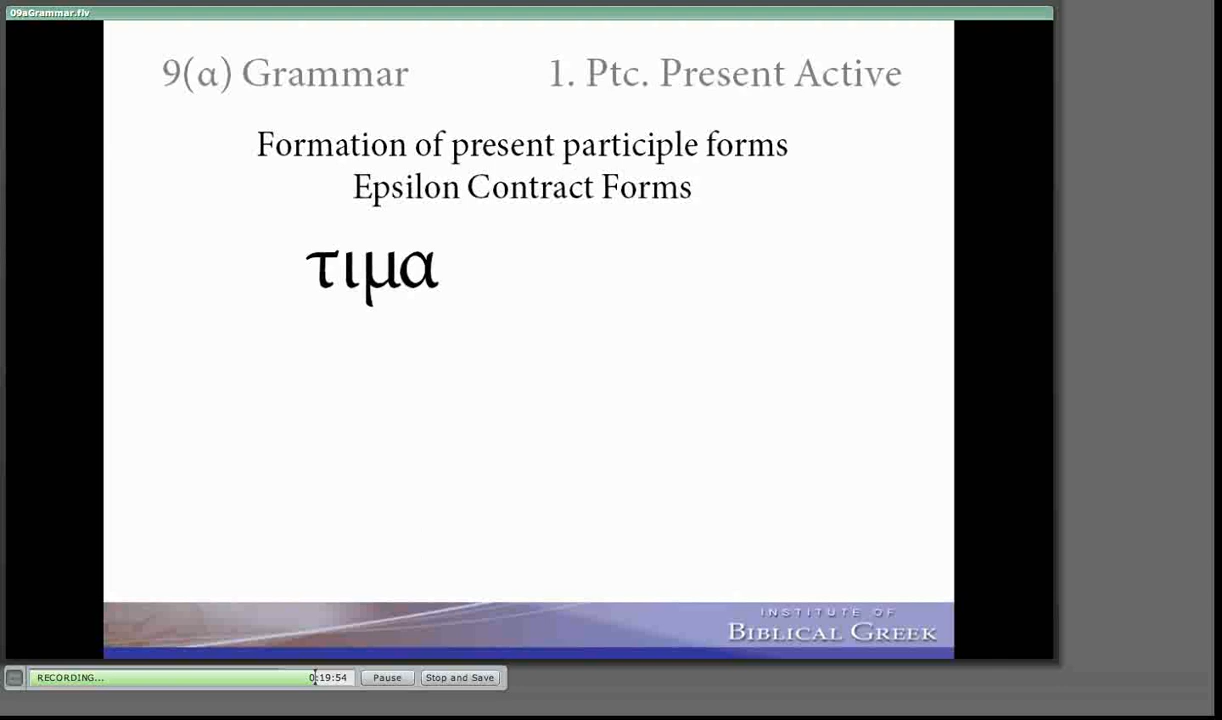 09aGrammar.flv
9(α) Grammar 1. Ptc. Present Active
Formation of present participle forms
Epsilon Contract Forms
τιμα
INSTITUTE OF
BIBLICAL GREEK
RECORDING... 0:19:54 Pause Stop and Save